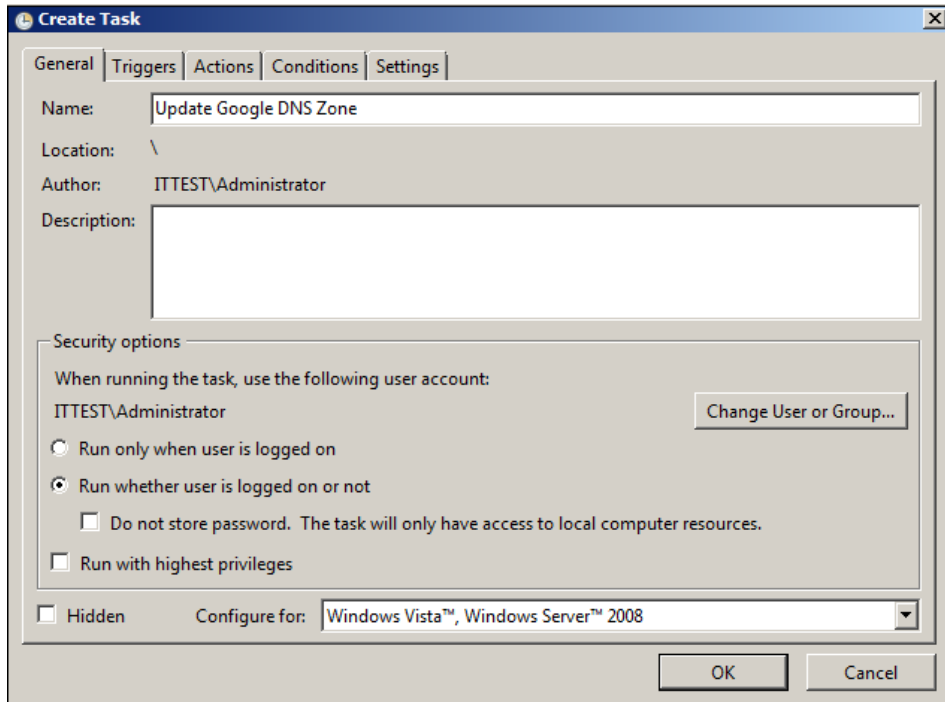 Create Task
General Triggers Actions Conditions Settings
Name: Update Google DNS Zone
Location: \
Author: ITTEST\Administrator
Description:
Security options
When running the task, use the following user account:
ITTEST\Administrator Change User or Group...
Run only when user is logged on
Run whether user is logged on or not
Do not store password. The task will only have access to local computer resources.
Run with highest privileges
Hidden Configure for: Windows Vista™, Windows Server™ 2008
OK Cancel